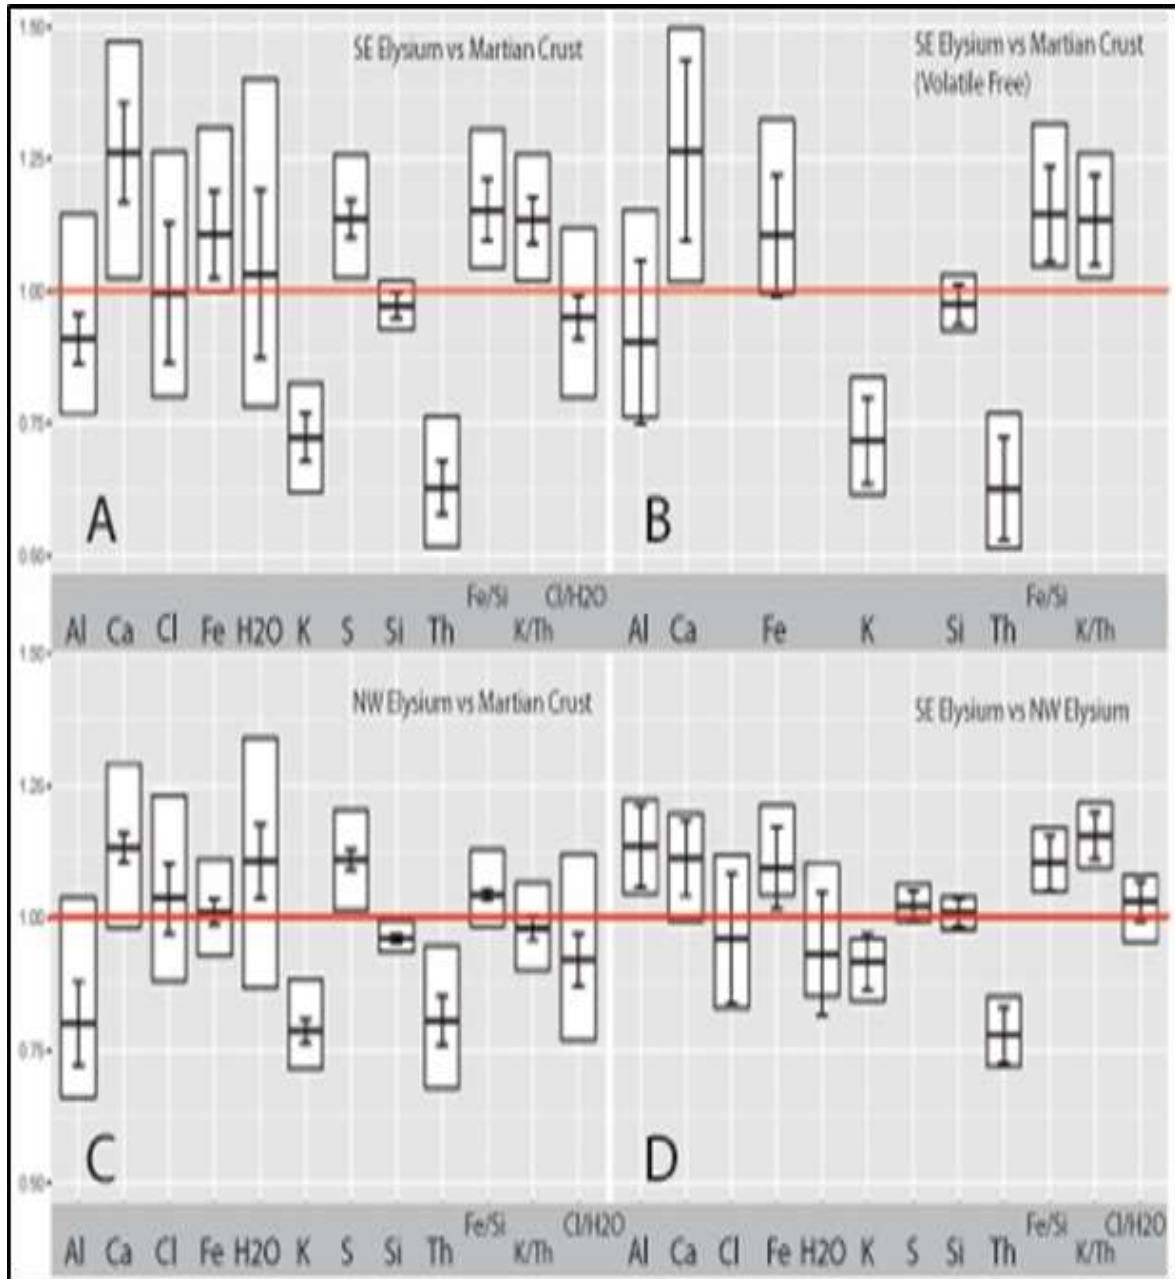 1.50
SE Elysium vs Martian Crust
SE Elysium vs Martian Crust
(Volatile Free)
1.25
1.00
0.75
A
B
0.50
Fe/Si Cl/H2O Fe/Si
Al Ca Cl Fe H2O K S Si Th K/Th Al Ca Fe K Si Th K/Th
1.50
NW Elysium vs Martian Crust
SE Elysium vs NW Elysium
1.25
1.00
0.75
C
D
0.50
Fe/Si Cl/H2O Fe/Si Cl/H2O
Al Ca Cl Fe H2O K S Si Th K/Th Al Ca Cl Fe H2O K S Si Th K/Th